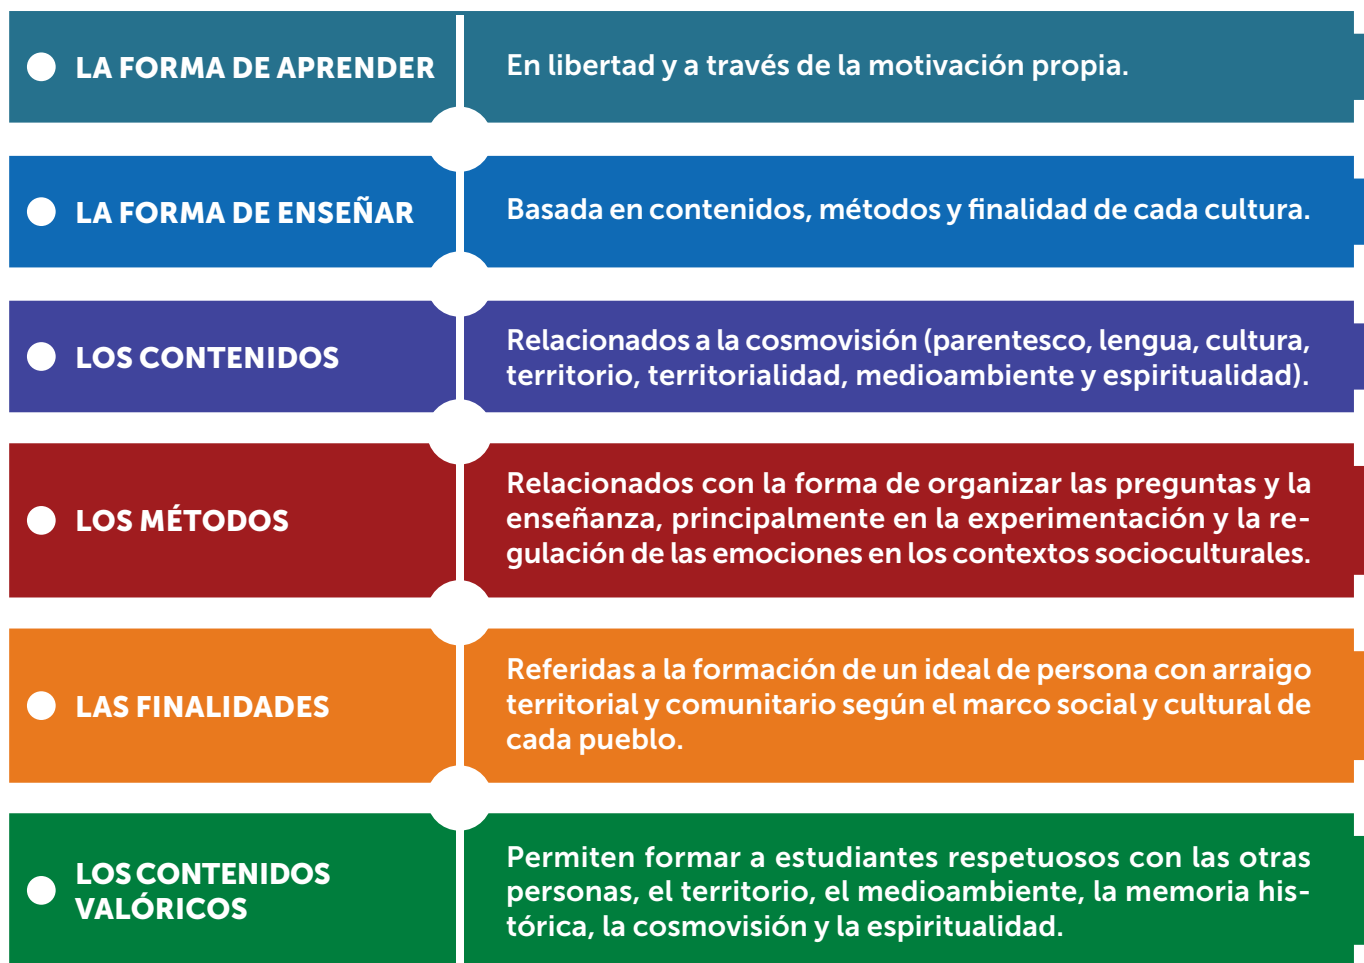 LA FORMA DE APRENDER
En libertad y a través de la motivación propia.
LA FORMA DE ENSEÑAR
Basada en contenidos, métodos y finalidad de cada cultura.
LOS CONTENIDOS
Relacionados a la cosmovisión (parentesco, lengua, cultura,
territorio, territorialidad, medioambiente y espiritualidad).
LOS MÉTODOS
Relacionados con la forma de organizar las preguntas y la
enseñanza, principalmente en la experimentación y la re-
gulación de las emociones en los contextos socioculturales.
LAS FINALIDADES
Referidas a la formación de un ideal de persona con arraigo
territorial y comunitario según el marco social y cultural de
cada pueblo.
LOS CONTENIDOS
VALÓRICOS
Permiten formar a estudiantes respetuosos con las otras
personas, el territorio, el medioambiente, la memoria his-
tórica, la cosmovisión y la espiritualidad.